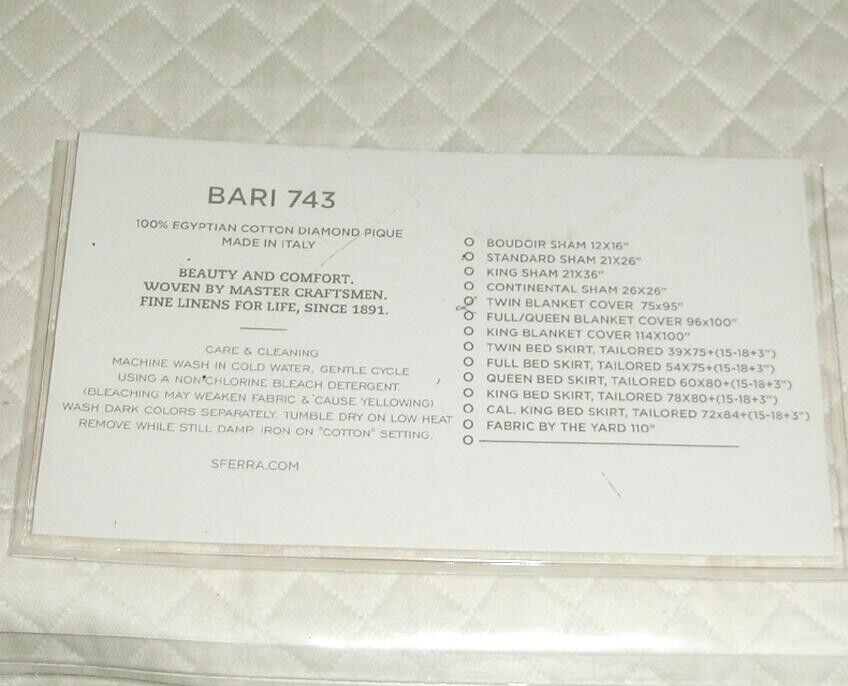 BARI 743
100% EGYPTIAN COTTON DIAMOND PIQUE
MADE IN ITALY
BEAUTY AND COMFORT.
WOVEN BY MASTER CRAFTSMEN.
FINE LINENS FOR LIFE, SINCE 1891.
CARE & CLEANING
MACHINE WASH IN COLD WATER, GENTLE CYCLE
USING A NON-CHLORINE BLEACH DETERGENT.
(BLEACHING MAY WEAKEN FABRIC & CAUSE YELLOWING)
WASH DARK COLORS SEPARATELY. TUMBLE DRY ON LOW HEAT
REMOVE WHILE STILL DAMP. IRON ON "COTTON" SETTING.
SFERRA.COM
BOUDOIR SHAM 12X16"
STANDARD SHAM 21X26"
KING SHAM 21X36"
CONTINENTAL SHAM 26X26"
TWIN BLANKET COVER 75x95"
FULL/QUEEN BLANKET COVER 96x100"
KING BLANKET COVER 114X100"
TWIN BED SKIRT, TAILORED 39X75+(15-18+3")
FULL BED SKIRT, TAILORED 54X75+(15-18+3")
QUEEN BED SKIRT, TAILORED 60X80+(15-18+3")
KING BED SKIRT, TAILORED 78X80+(15-18+3")
CAL. KING BED SKIRT, TAILORED 72x84+(15-18+3")
FABRIC BY THE YARD 110"